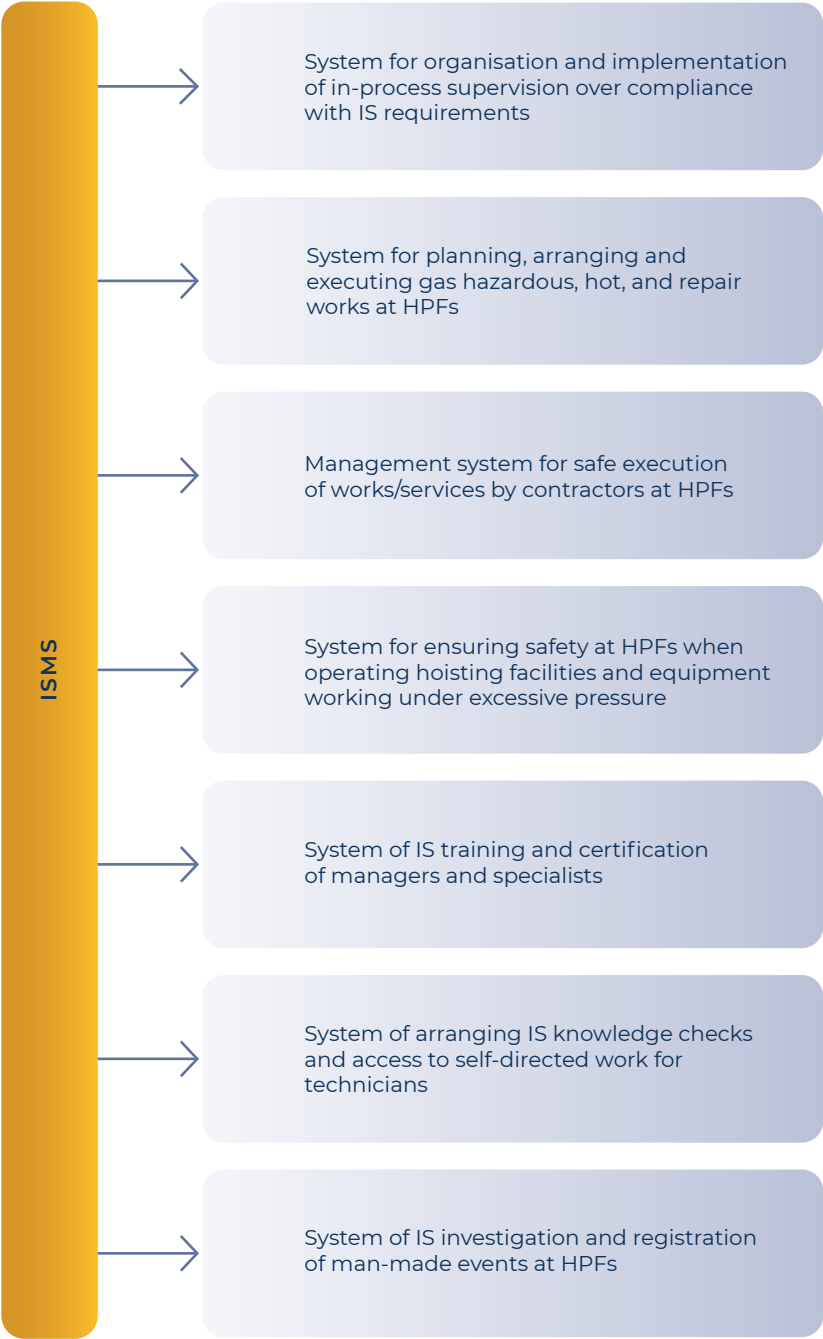 ISMS
System for organisation and implementation
of in-process supervision over compliance
with IS requirements
System for planning, arranging and
executing gas hazardous, hot, and repair
works at HPFs
Management system for safe execution
of works/services by contractors at HPFs
System for ensuring safety at HPFs when
operating hoisting facilities and equipment
working under excessive pressure
System of IS training and certification
of managers and specialists
System of arranging IS knowledge checks
and access to self-directed work for
technicians
System of IS investigation and registration
of man-made events at HPFs